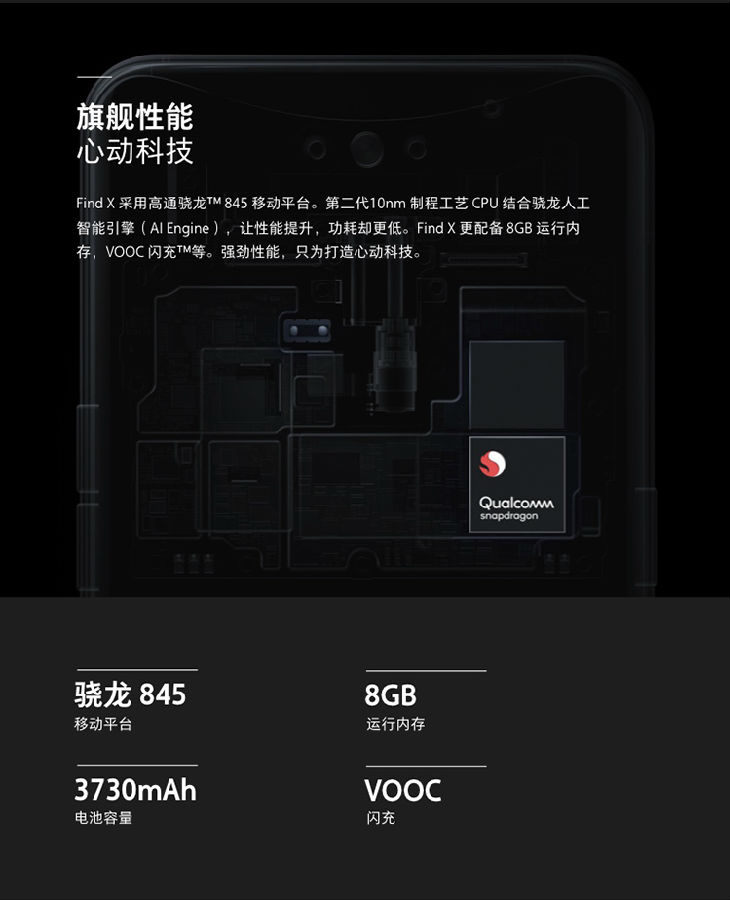 旗舰性能
心动科技
Find X 采用高通骁龙™ 845 移动平台。第二代10nm 制程工艺 CPU 结合骁龙人工
智能引擎（AI Engine），让性能提升，功耗却更低。Find X 更配备 8GB 运行内
存，VOOC 闪充™等。强劲性能，只为打造心动科技。
Qualcomm
snapdragon
骁龙 845
移动平台
8GB
运行内存
3730mAh
电池容量
VOOC
闪充